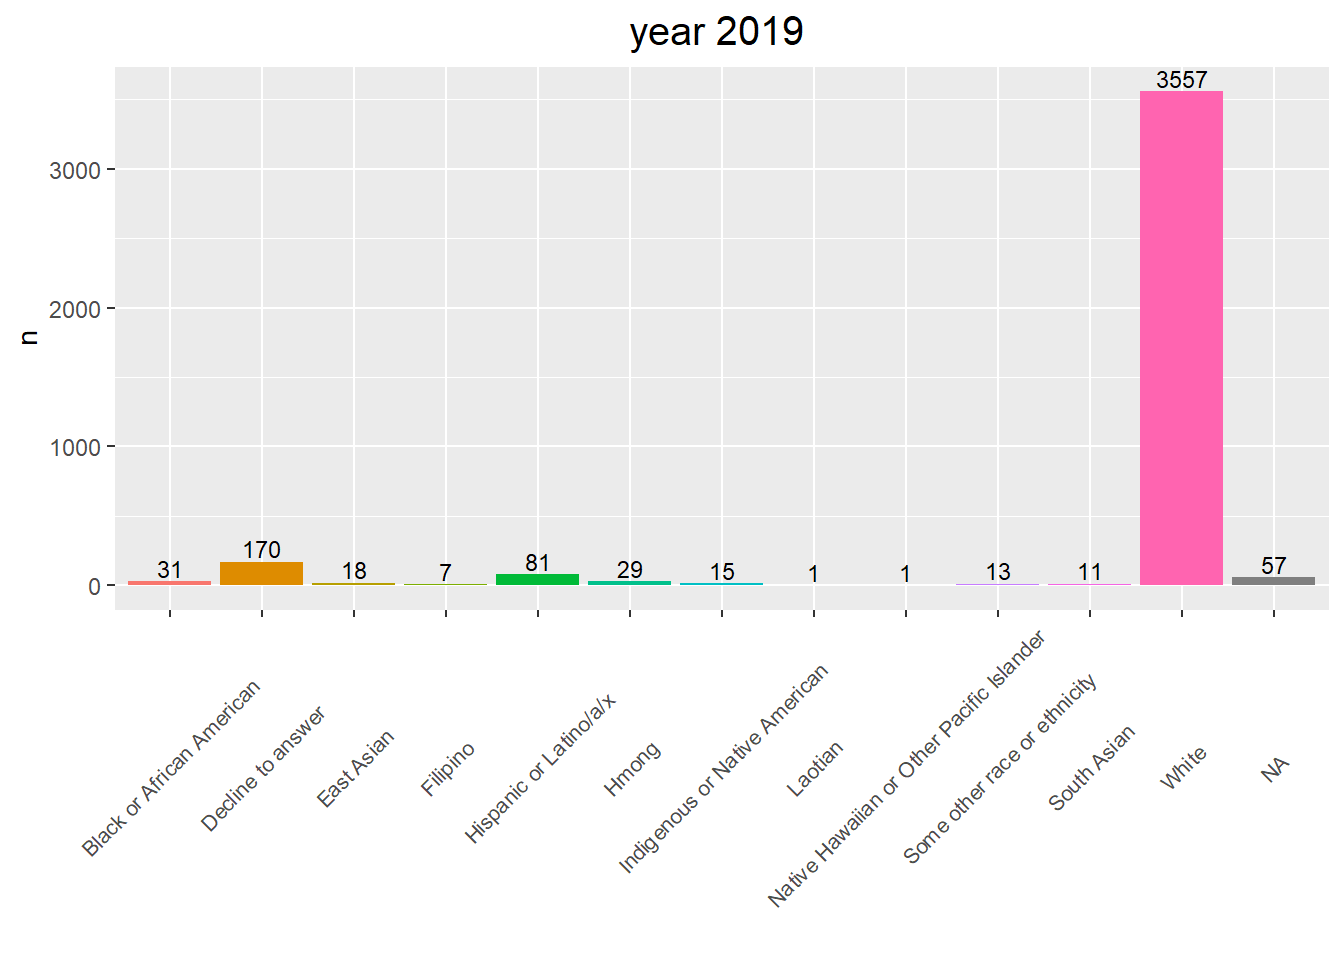 year 2019
n
3000
2000
1000
0
31
170
18
7
81
29
15
1
1
13
11
3557
57
Black or African American
Decline to answer
East Asian
Filipino
Hispanic or Latino/a/x
Hmong
Indigenous or Native American
Laotian
Native Hawaiian or Other Pacific Islander
Some other race or ethnicity
South Asian
White
NA